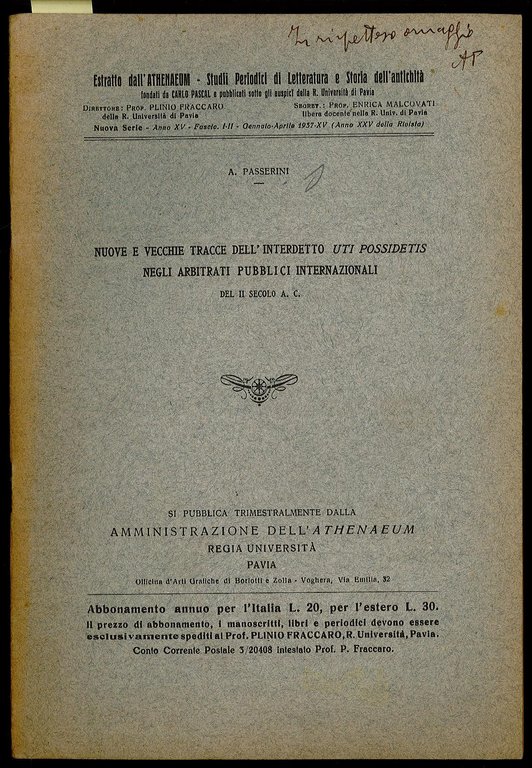 In rispettoso omaggio
AP
Estratto dall'ATHENAEUM - Studii Periodici di Letteratura e Storia dell'antichità
fondati da CARLO PASCAL e pubblicati sotto gli auspici della R. Università di Pavia
DIRETTORE: PROF. PLINIO FRACCARO
della R. Università di Pavia
SEGRET.: PROF. ENRICA MALCOVATI
libera docente nella R. Univ. di Pavia
Nuova Serie - Anno XV - Fascic. I-II - Gennaio-Aprile 1937-XV (Anno XXV della Rivista)
A. PASSERINI
NUOVE E VECCHIE TRACCE DELL'INTERDETTO UTI POSSIDETIS
NEGLI ARBITRATI PUBBLICI INTERNAZIONALI
DEL II SECOLO A. C.
SI PUBBLICA TRIMESTRALMENTE DALLA
AMMINISTRAZIONE DELL'ATHENAEUM
REGIA UNIVERSITÀ
PAVIA
Officina d'Arti Grafiche di Boriotti e Zolla - Voghera, Via Emilia, 32
Abbonamento annuo per l'Italia L. 20, per l'estero L. 30.
Il prezzo di abbonamento, i manoscritti, libri e periodici devono essere
esclusivamente spediti al Prof. PLINIO FRACCARO, R. Università, Pavia.
Conto Corrente Postale 3/20408 intestato Prof. P. Fraccaro.